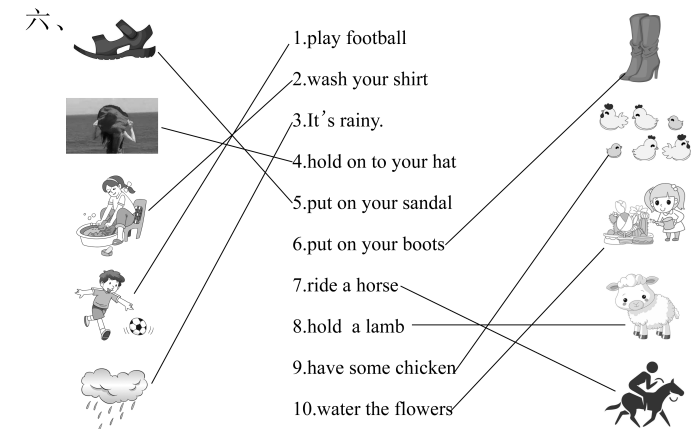 六、
1.play football
2.wash your shirt
3.It's rainy.
4.hold on to your hat
5.put on your sandal
6.put on your boots
7.ride a horse
8.hold a lamb
9.have some chicken
10.water the flowers